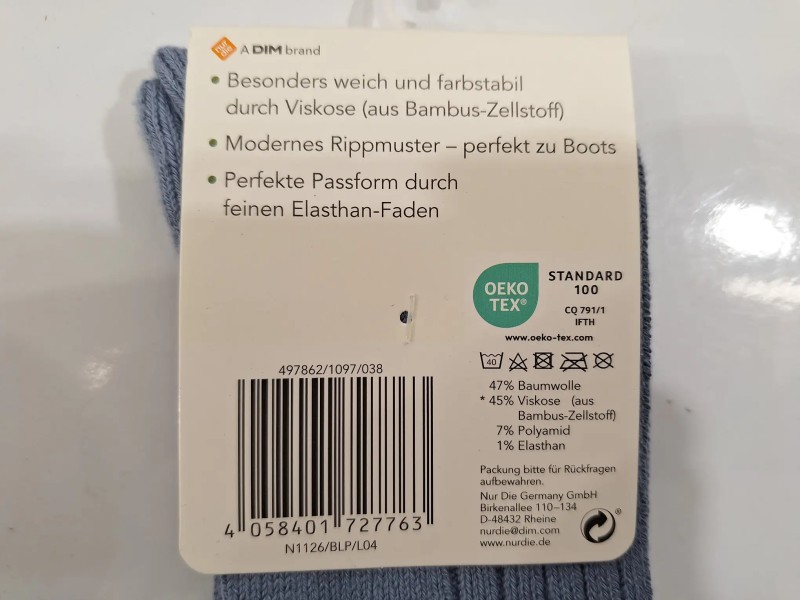 nur die A DIM brand
• Besonders weich und farbstabil
durch Viskose (aus Bambus-Zellstoff)
• Modernes Rippmuster – perfekt zu Boots
• Perfekte Passform durch
feinen Elasthan-Faden
OEKO
TEX®
STANDARD
100
CQ 791/1
IFTH
www.oeko-tex.com
40
497862/1097/038
47% Baumwolle
* 45% Viskose (aus
Bambus-Zellstoff)
7% Polyamid
1% Elasthan
Packung bitte für Rückfragen
aufbewahren.
Nur Die Germany GmbH
Birkenallee 110–134
D-48432 Rheine
nurdie@dim.com
www.nurdie.de
®
4 058401 727763
N1126/BLP/L04